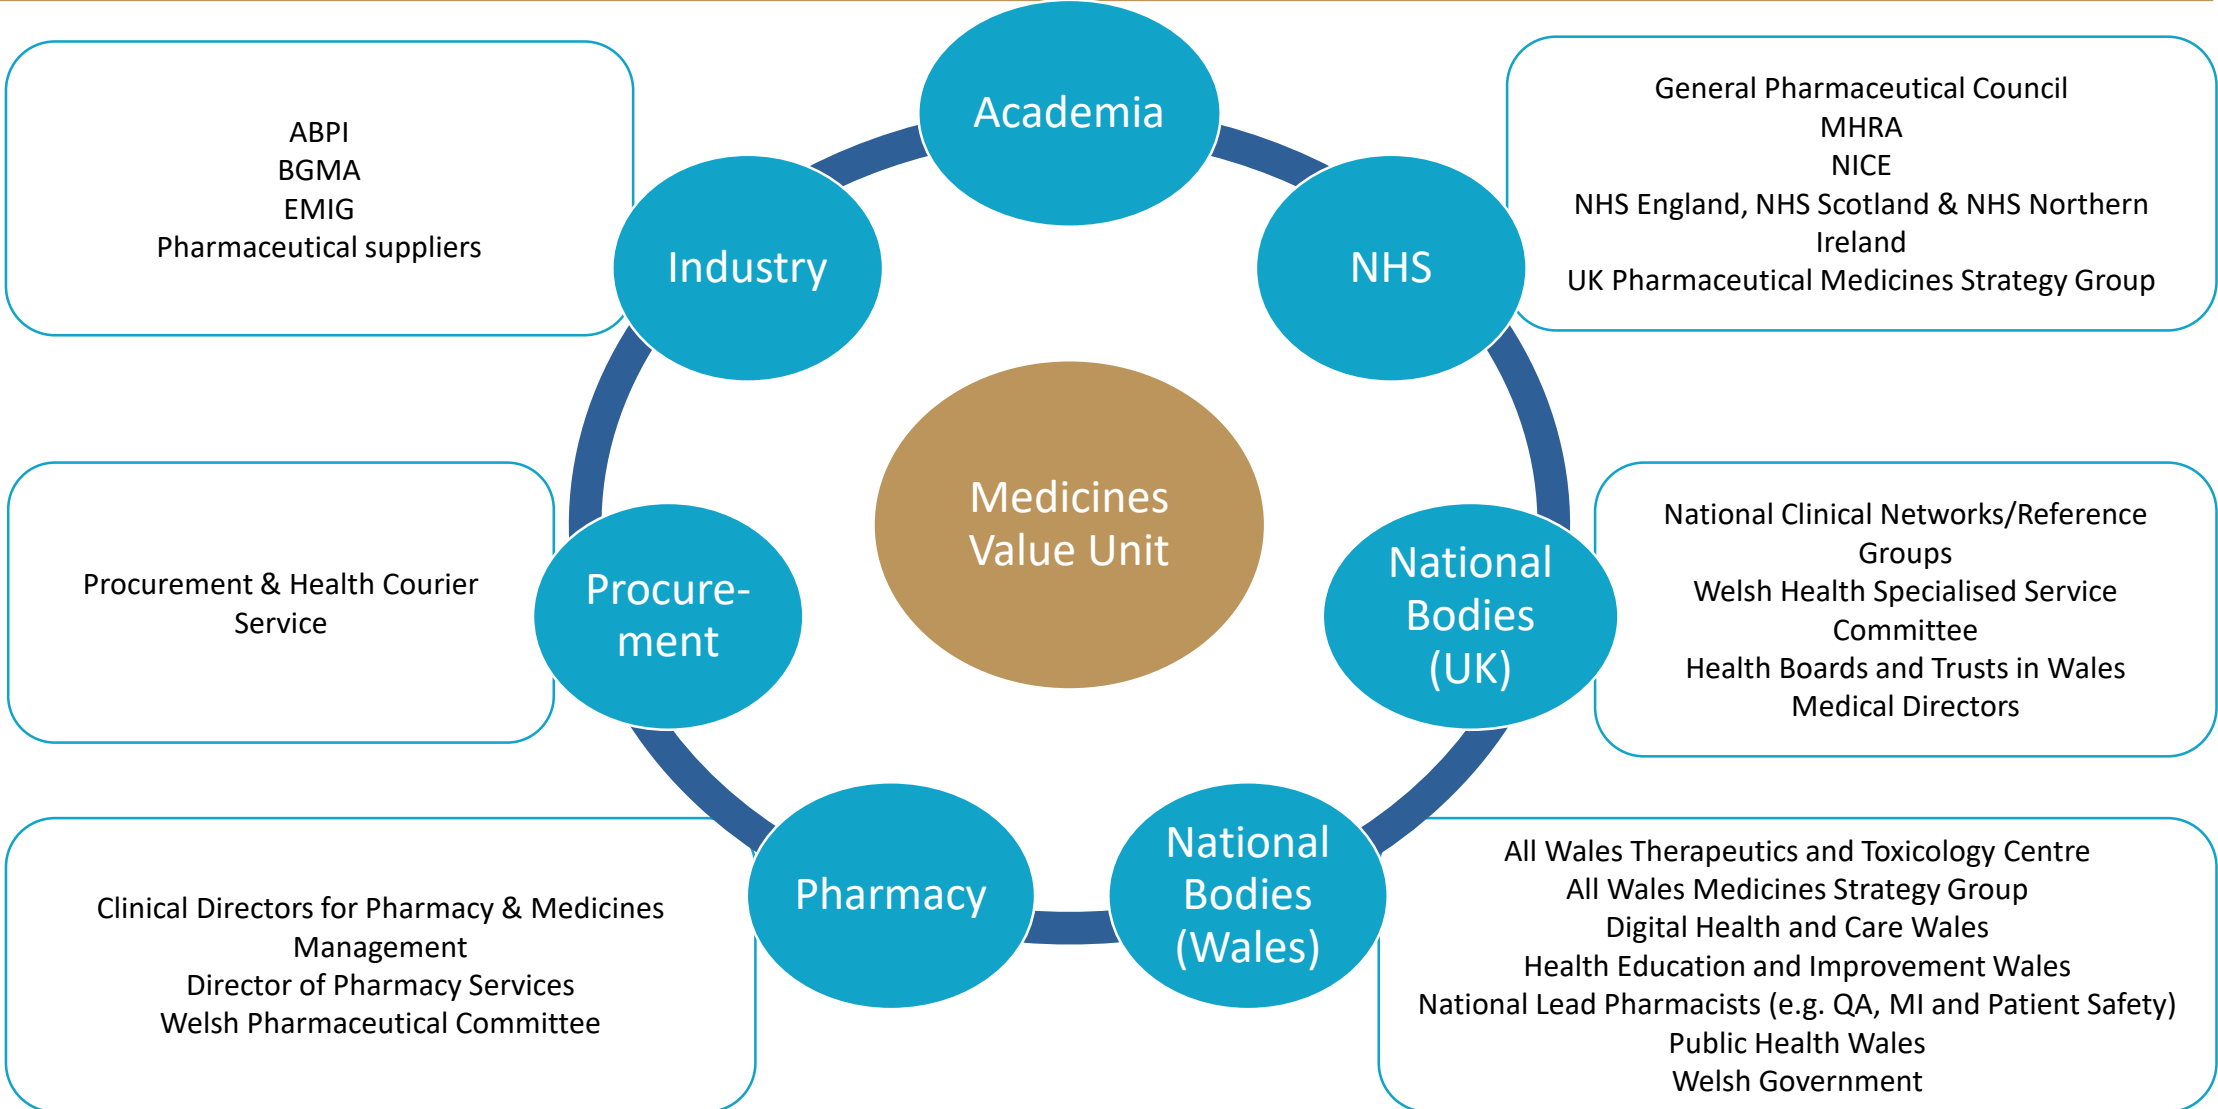 Academia
ABPI
BGMA
EMIG
Pharmaceutical suppliers
Industry
NHS
General Pharmaceutical Council
MHRA
NICE
NHS England, NHS Scotland & NHS Northern
Ireland
UK Pharmaceutical Medicines Strategy Group
Medicines
Value Unit
Procurement & Health Courier
Service
Procure-
ment
National
Bodies
(UK)
National Clinical Networks/Reference
Groups
Welsh Health Specialised Service
Committee
Health Boards and Trusts in Wales
Medical Directors
Clinical Directors for Pharmacy & Medicines
Management
Director of Pharmacy Services
Welsh Pharmaceutical Committee
Pharmacy
National
Bodies
(Wales)
All Wales Therapeutics and Toxicology Centre
All Wales Medicines Strategy Group
Digital Health and Care Wales
Health Education and Improvement Wales
National Lead Pharmacists (e.g. QA, MI and Patient Safety)
Public Health Wales
Welsh Government